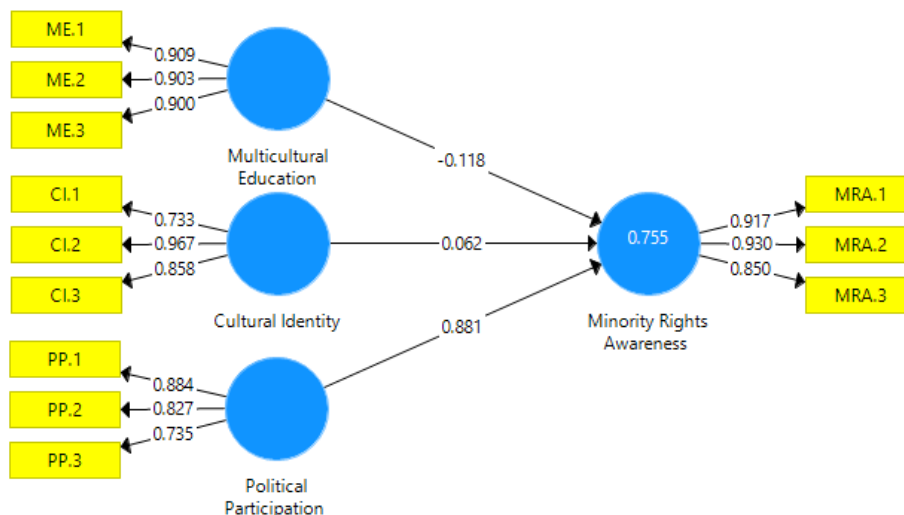 ME.1
0.909
ME.2
0.903
ME.3
0.900
Multicultural
Education
-0.118
CI.1
0.733
CI.2
0.967
CI.3
0.858
Cultural Identity
0.062
PP.1
0.884
PP.2
0.827
PP.3
0.735
Political
Participation
0.881
0.755
Minority Rights
Awareness
MRA.1
0.917
MRA.2
0.930
MRA.3
0.850